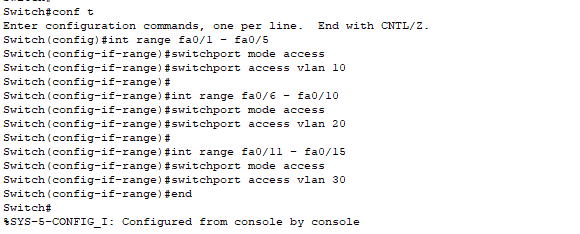 Switch#conf t
Enter configuration commands, one per line.  End with CNTL/Z.
Switch(config)#int range fa0/1 - fa0/5
Switch(config-if-range)#switchport mode access
Switch(config-if-range)#switchport access vlan 10
Switch(config-if-range)#
Switch(config-if-range)#int range fa0/6 - fa0/10
Switch(config-if-range)#switchport mode access
Switch(config-if-range)#switchport access vlan 20
Switch(config-if-range)#
Switch(config-if-range)#int range fa0/11 - fa0/15
Switch(config-if-range)#switchport mode access
Switch(config-if-range)#switchport access vlan 30
Switch(config-if-range)#end
Switch#
%SYS-5-CONFIG_I: Configured from console by console